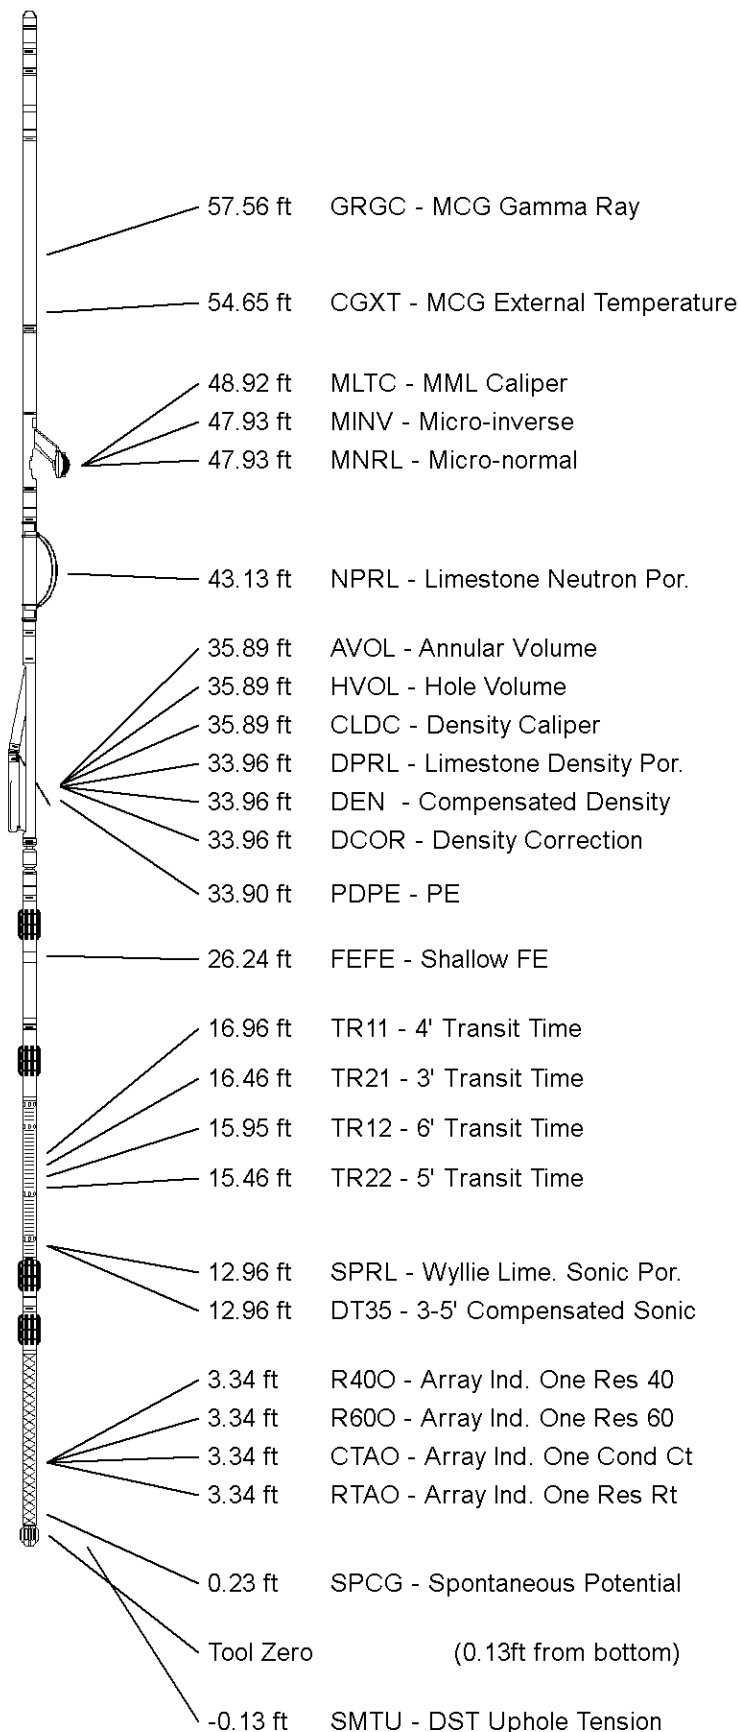 57.56 ft GRGC - MCG Gamma Ray
54.65 ft CGXT - MCG External Temperature
48.92 ft MLTC - MML Caliper
47.93 ft MINV - Micro-inverse
47.93 ft MNRL - Micro-normal
43.13 ft NPRL - Limestone Neutron Por.
35.89 ft AVOL - Annular Volume
35.89 ft HVOL - Hole Volume
35.89 ft CLDC - Density Caliper
33.96 ft DPRL - Limestone Density Por.
33.96 ft DEN - Compensated Density
33.96 ft DCOR - Density Correction
33.90 ft PDPE - PE
26.24 ft FEFE - Shallow FE
16.96 ft TR11 - 4' Transit Time
16.46 ft TR21 - 3' Transit Time
15.95 ft TR12 - 6' Transit Time
15.46 ft TR22 - 5' Transit Time
12.96 ft SPRL - Wyllie Lime. Sonic Por.
12.96 ft DT35 - 3-5' Compensated Sonic
3.34 ft R40O - Array Ind. One Res 40
3.34 ft R60O - Array Ind. One Res 60
3.34 ft CTAO - Array Ind. One Cond Ct
3.34 ft RTAO - Array Ind. One Res Rt
0.23 ft SPCG - Spontaneous Potential
Tool Zero (0.13ft from bottom)
-0.13 ft SMTU - DST Uphole Tension